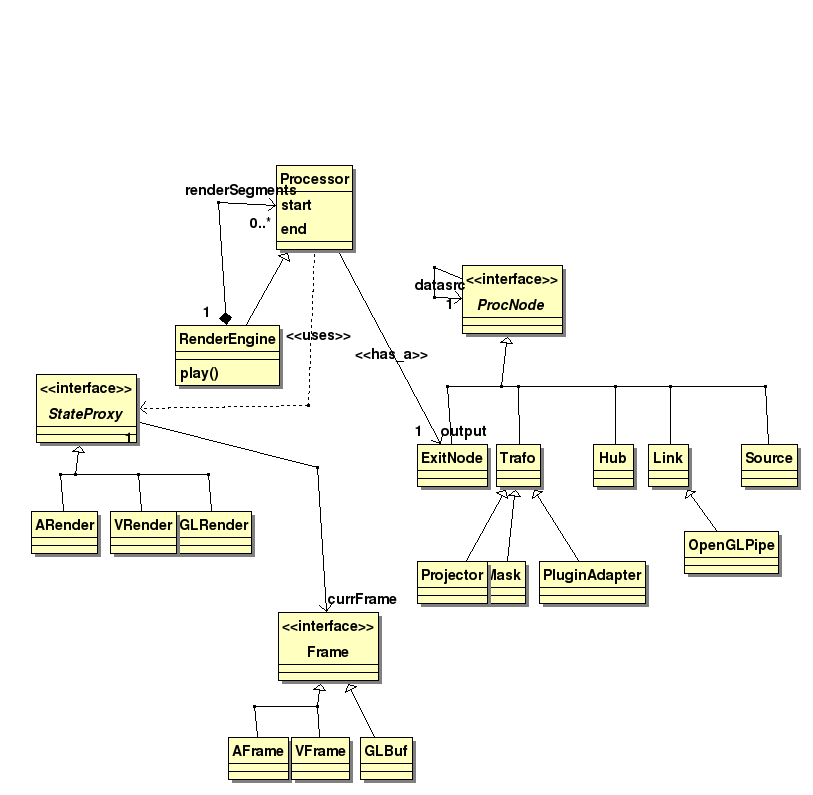 Processor
renderSegments
start
0..*
end
<<interface>>
datasrc
ProcNode
1
1
RenderEngine
<<uses>>
<<has_a>>
play()
<<interface>>
StateProxy
1
1 output
ExitNode
Trafo
Hub
Link
Source
ARender
VRender
GLRender
OpenGLPipe
Projector
Mask
PluginAdapter
currFrame
<<interface>>
Frame
AFrame
VFrame
GLBuf